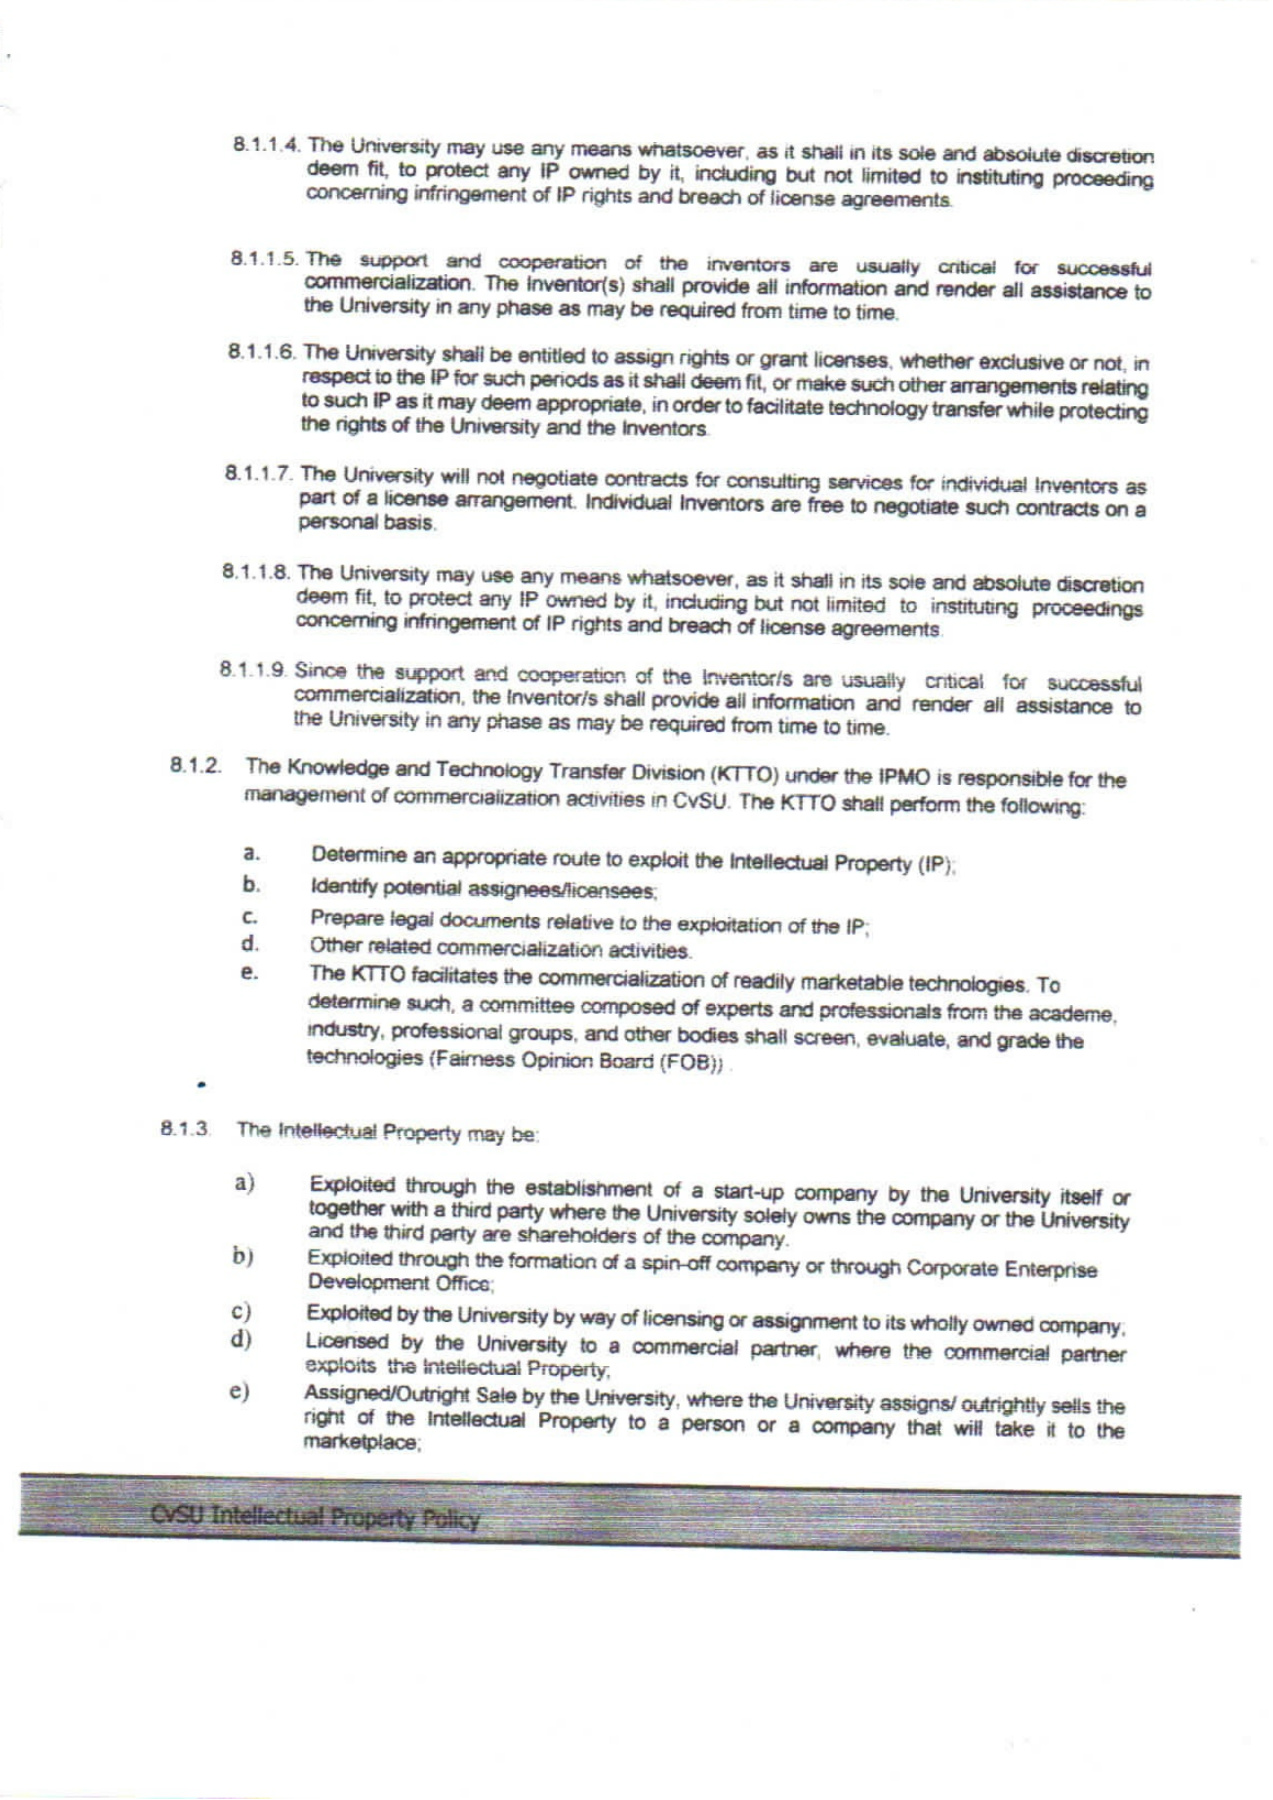 8.1.1.4. The University may use any means whatsoever, as it shall in its sole and absolute discretion
deem fit, to protect any IP owned by it, including but not limited to instituting proceeding
concerning infringement of IP rights and breach of license agreements.
8.1.1.5. The support and cooperation of the inventors are usually critical for successful
commercialization. The Inventor(s) shall provide all information and render all assistance to
the University in any phase as may be required from time to time.
8.1.1.6. The University shall be entitled to assign rights or grant licenses, whether exclusive or not, in
respect to the IP for such periods as it shall deem fit, or make such other arrangements relating
to such IP as it may deem appropriate, in order to facilitate technology transfer while protecting
the rights of the University and the Inventors.
8.1.1.7. The University will not negotiate contracts for consulting services for individual Inventors as
part of a license arrangement. Individual Inventors are free to negotiate such contracts on a
personal basis.
8.1.1.8. The University may use any means whatsoever, as it shall in its sole and absolute discretion
deem fit, to protect any IP owned by it, including but not limited to instituting proceedings
concerning infringement of IP rights and breach of license agreements.
8.1.1.9. Since the support and cooperation of the Inventor/s are usually critical for successful
commercialization, the Inventor/s shall provide all information and render all assistance to
the University in any phase as may be required from time to time.
8.1.2. The Knowledge and Technology Transfer Division (KTTO) under the IPMO is responsible for the
management of commercialization activities in CvSU. The KTTO shall perform the following:
a. Determine an appropriate route to exploit the Intellectual Property (IP);
b. Identify potential assignees/licensees;
c. Prepare legal documents relative to the exploitation of the IP;
d. Other related commercialization activities.
e. The KTTO facilitates the commercialization of readily marketable technologies. To
determine such, a committee composed of experts and professionals from the academe,
industry, professional groups, and other bodies shall screen, evaluate, and grade the
technologies (Fairness Opinion Board (FOB)).
8.1.3. The Intellectual Property may be:
a) Exploited through the establishment of a start-up company by the University itself or
together with a third party where the University solely owns the company or the University
and the third party are shareholders of the company.
b) Exploited through the formation of a spin-off company or through Corporate Enterprise
Development Office;
c) Exploited by the University by way of licensing or assignment to its wholly owned company;
d) Licensed by the University to a commercial partner, where the commercial partner
exploits the Intellectual Property;
e) Assigned/Outright Sale by the University, where the University assigns/ outrightly sells the
right of the Intellectual Property to a person or a company that will take it to the
marketplace;
CvSU Intellectual Property Policy